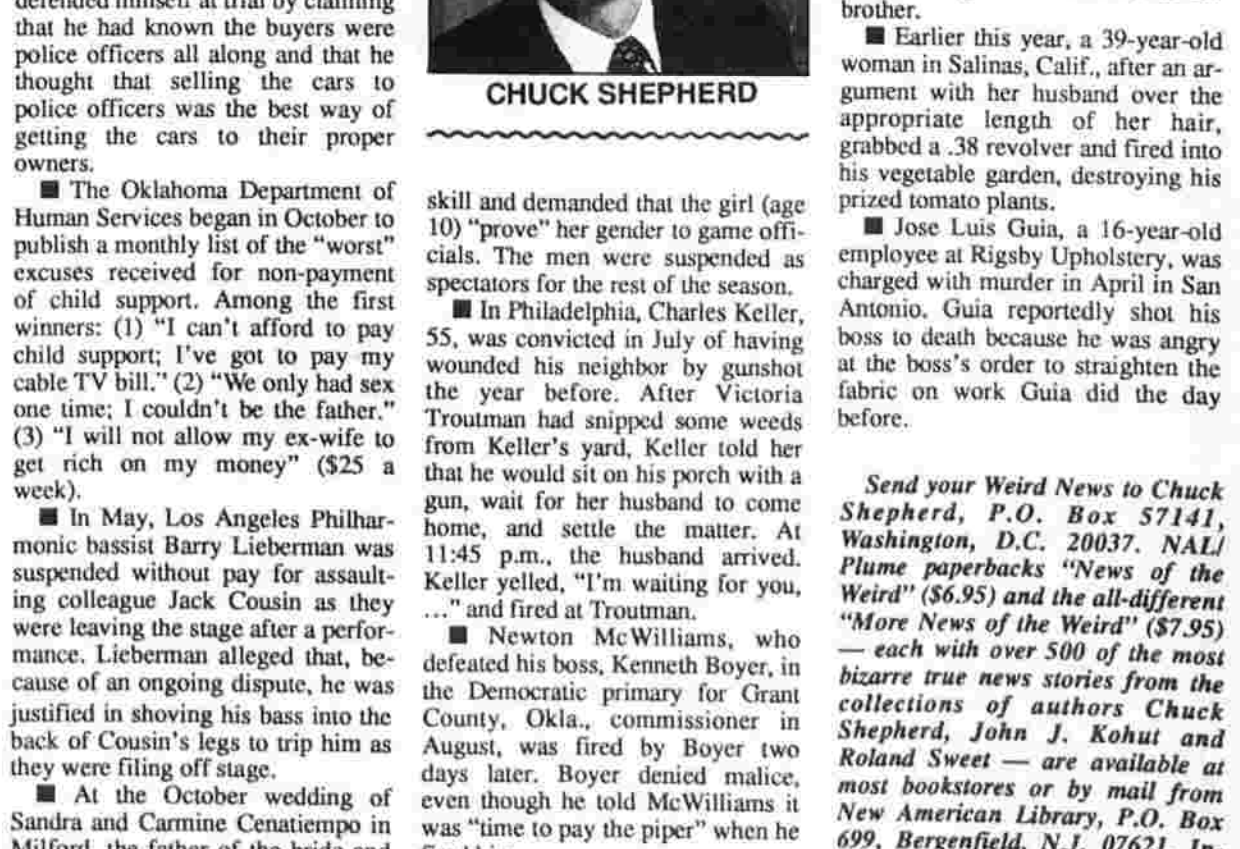 defended himself at trial by claiming
that he had known the buyers were
police officers all along and that he
thought that selling the cars to
police officers was the best way of
getting the cars to their proper
owners.
■ The Oklahoma Department of
Human Services began in October to
publish a monthly list of the “worst”
excuses received for non-payment
of child support. Among the first
winners: (1) “I can't afford to pay
child support; I've got to pay my
cable TV bill.” (2) “We only had sex
one time; I couldn't be the father.”
(3) “I will not allow my ex-wife to
get rich on my money” ($25 a
week).
■ In May, Los Angeles Philhar-
monic bassist Barry Lieberman was
suspended without pay for assault-
ing colleague Jack Cousin as they
were leaving the stage after a perfor-
mance. Lieberman alleged that, be-
cause of an ongoing dispute, he was
justified in shoving his bass into the
back of Cousin's legs to trip him as
they were filing off stage.
■ At the October wedding of
Sandra and Carmine Cenatiempo in
Milford, the father of the bride and
CHUCK SHEPHERD
skill and demanded that the girl (age
10) “prove” her gender to game offi-
cials. The men were suspended as
spectators for the rest of the season.
■ In Philadelphia, Charles Keller,
55, was convicted in July of having
wounded his neighbor by gunshot
the year before. After Victoria
Troutman had snipped some weeds
from Keller's yard, Keller told her
that he would sit on his porch with a
gun, wait for her husband to come
home, and settle the matter. At
11:45 p.m., the husband arrived.
Keller yelled, “I'm waiting for you,
...” and fired at Troutman.
■ Newton McWilliams, who
defeated his boss, Kenneth Boyer, in
the Democratic primary for Grant
County, Okla., commissioner in
August, was fired by Boyer two
days later. Boyer denied malice,
even though he told McWilliams it
was “time to pay the piper” when he
brother.
■ Earlier this year, a 39-year-old
woman in Salinas, Calif., after an ar-
gument with her husband over the
appropriate length of her hair,
grabbed a .38 revolver and fired into
his vegetable garden, destroying his
prized tomato plants.
■ Jose Luis Guia, a 16-year-old
employee at Rigsby Upholstery, was
charged with murder in April in San
Antonio. Guia reportedly shot his
boss to death because he was angry
at the boss's order to straighten the
fabric on work Guia did the day
before.
Send your Weird News to Chuck
Shepherd, P.O. Box 57141,
Washington, D.C. 20037. NAL/
Plume paperbacks “News of the
Weird” ($6.95) and the all-different
“More News of the Weird” ($7.95)
— each with over 500 of the most
bizarre true news stories from the
collections of authors Chuck
Shepherd, John J. Kohut and
Roland Sweet — are available at
most bookstores or by mail from
New American Library, P.O. Box
699, Bergenfield, N.J. 07621. In-